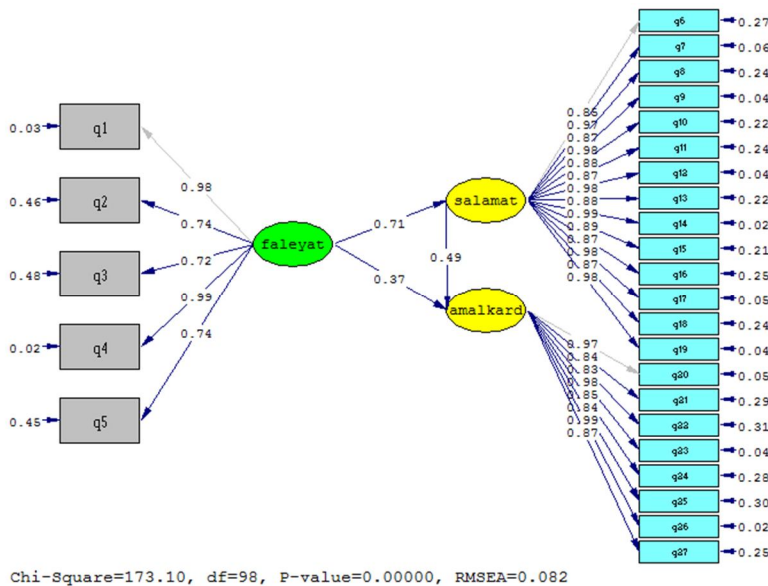 0.03
q1
0.46
q2
0.48
q3
0.02
q4
0.45
q5
0.98
0.74
0.72
0.99
0.74
faleyat
0.71
0.37
salamat
0.49
amalkard
0.97
0.87
0.98
0.88
0.87
0.98
0.88
0.99
0.89
0.87
0.98
0.87
0.98
0.97
0.84
0.83
0.98
0.85
0.84
0.99
0.87
q6
0.27
q7
0.06
q8
0.24
q9
0.04
q10
0.22
q11
0.24
q12
0.04
q13
0.22
q14
0.02
q15
0.21
q16
0.25
q17
0.05
q18
0.24
q19
0.04
q20
0.05
q21
0.29
q22
0.31
q23
0.04
q24
0.28
q25
0.30
q26
0.02
q27
0.25
Chi-Square=173.10, df=98, P-value=0.00000, RMSEA=0.082